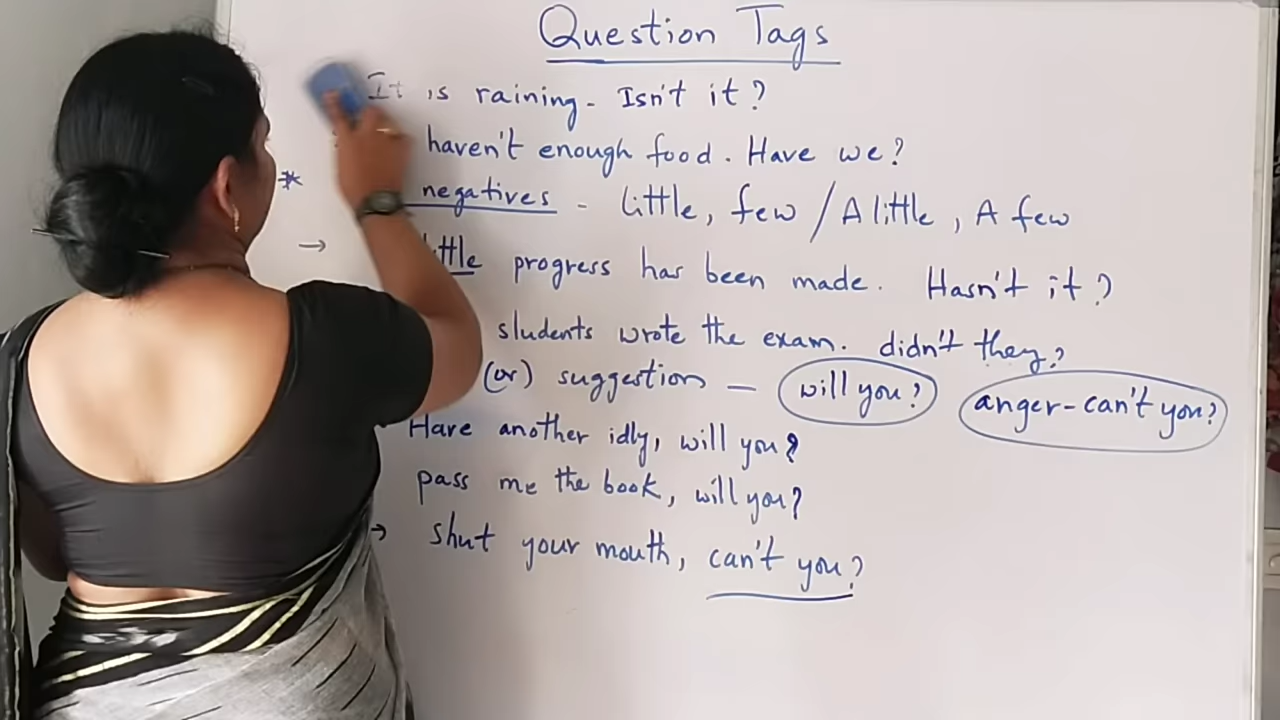 Question Tags
It is raining. Isn't it?
haven't enough food. Have we?
* negatives - little, few / A little, A few
→ ttle progress has been made. Hasn't it?
students wrote the exam. didn't they?
(or) suggestion — will you? anger - can't you?
Have another idly, will you?
pass me the book, will you?
→ shut your mouth, can't you?